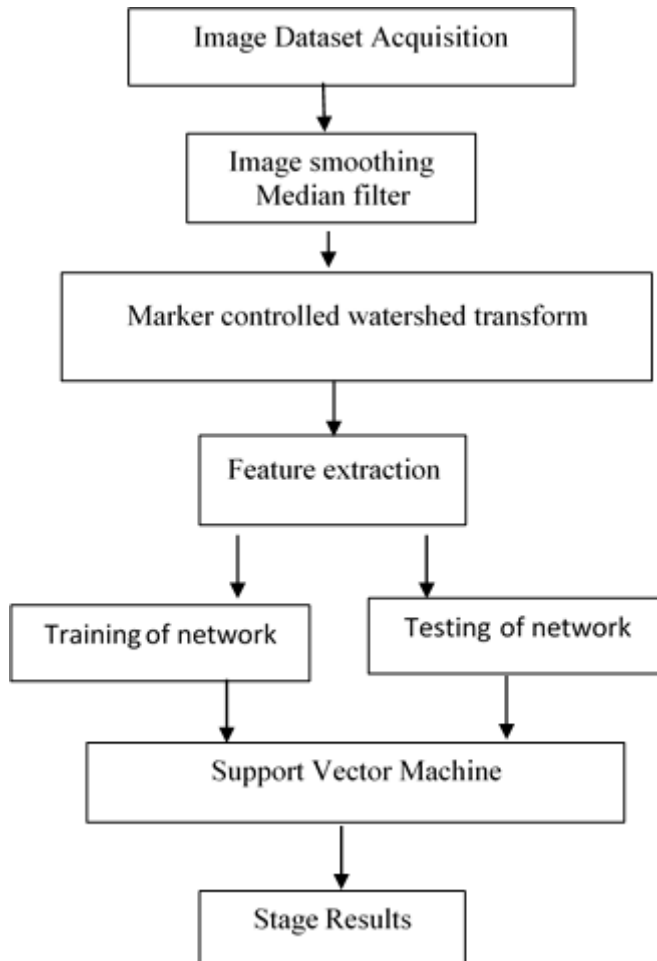 Image Dataset Acquisition
Image smoothing
Median filter
Marker controlled watershed transform
Feature extraction
Training of network
Testing of network
Support Vector Machine
Stage Results